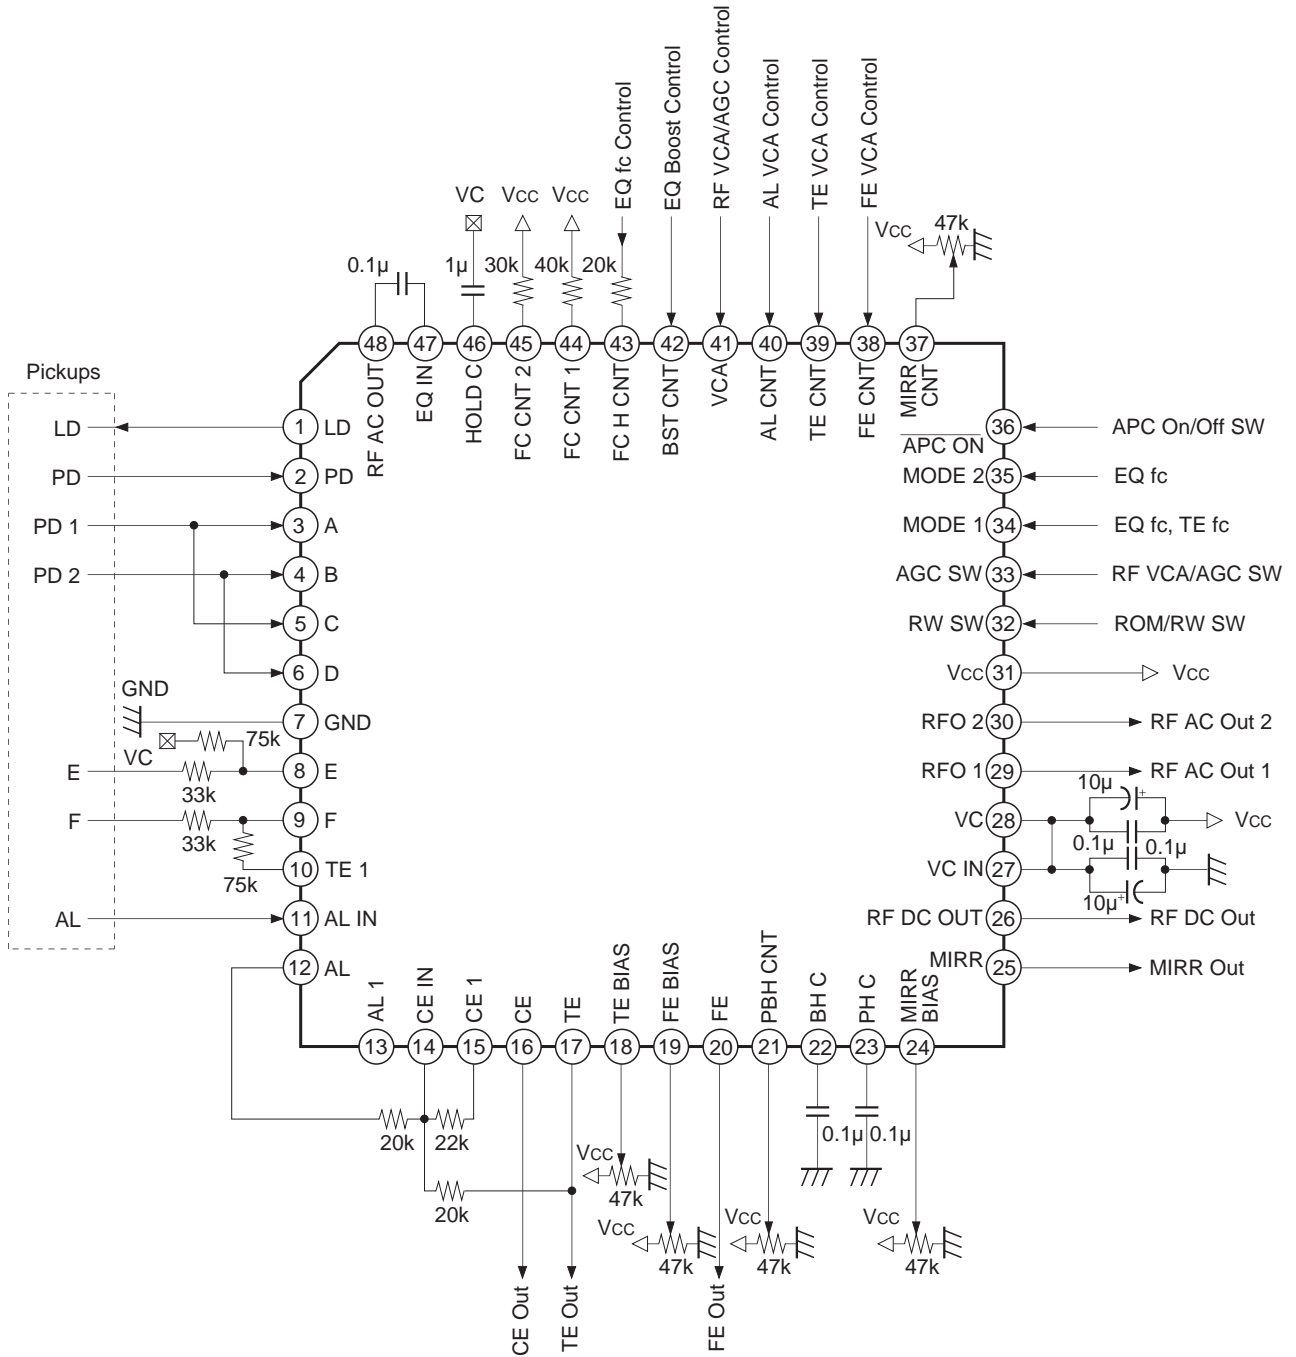 EQ fc Control
EQ Boost Control
RF VCA/AGC Control
AL VCA Control
TE VCA Control
FE VCA Control
VC
VCC
VCC
VCC
47k
0.1µ
1µ
30k
40k
20k
48
47
46
45
44
43
42
41
40
39
38
37
RF AC OUT
EQ IN
HOLD C
FC CNT 2
FC CNT 1
FC H CNT
BST CNT
VCA
AL CNT
TE CNT
FE CNT
MIRR
CNT
Pickups
LD
1
LD
PD
2
PD
PD 1
3
A
PD 2
4
B
5
C
6
D
GND
7
GND
VC
75k
E
33k
8
E
F
33k
9
F
75k
10
TE 1
AL
11
AL IN
12
AL
APC ON
36
APC On/Off SW
MODE 2
35
EQ fc
MODE 1
34
EQ fc, TE fc
AGC SW
33
RF VCA/AGC SW
RW SW
32
ROM/RW SW
VCC
31
VCC
RFO 2
30
RF AC Out 2
RFO 1
29
RF AC Out 1
10µ
+
VC
28
VCC
0.1µ
0.1µ
VC IN
27
10µ
+
RF DC OUT
26
RF DC Out
MIRR
25
MIRR Out
AL 1
CE IN
CE 1
CE
TE
TE BIAS
FE BIAS
FE
PBH CNT
BH C
PH C
MIRR
BIAS
13
14
15
16
17
18
19
20
21
22
23
24
20k
22k
20k
0.1µ
0.1µ
VCC
47k
VCC
47k
VCC
47k
VCC
47k
CE Out
TE Out
FE Out